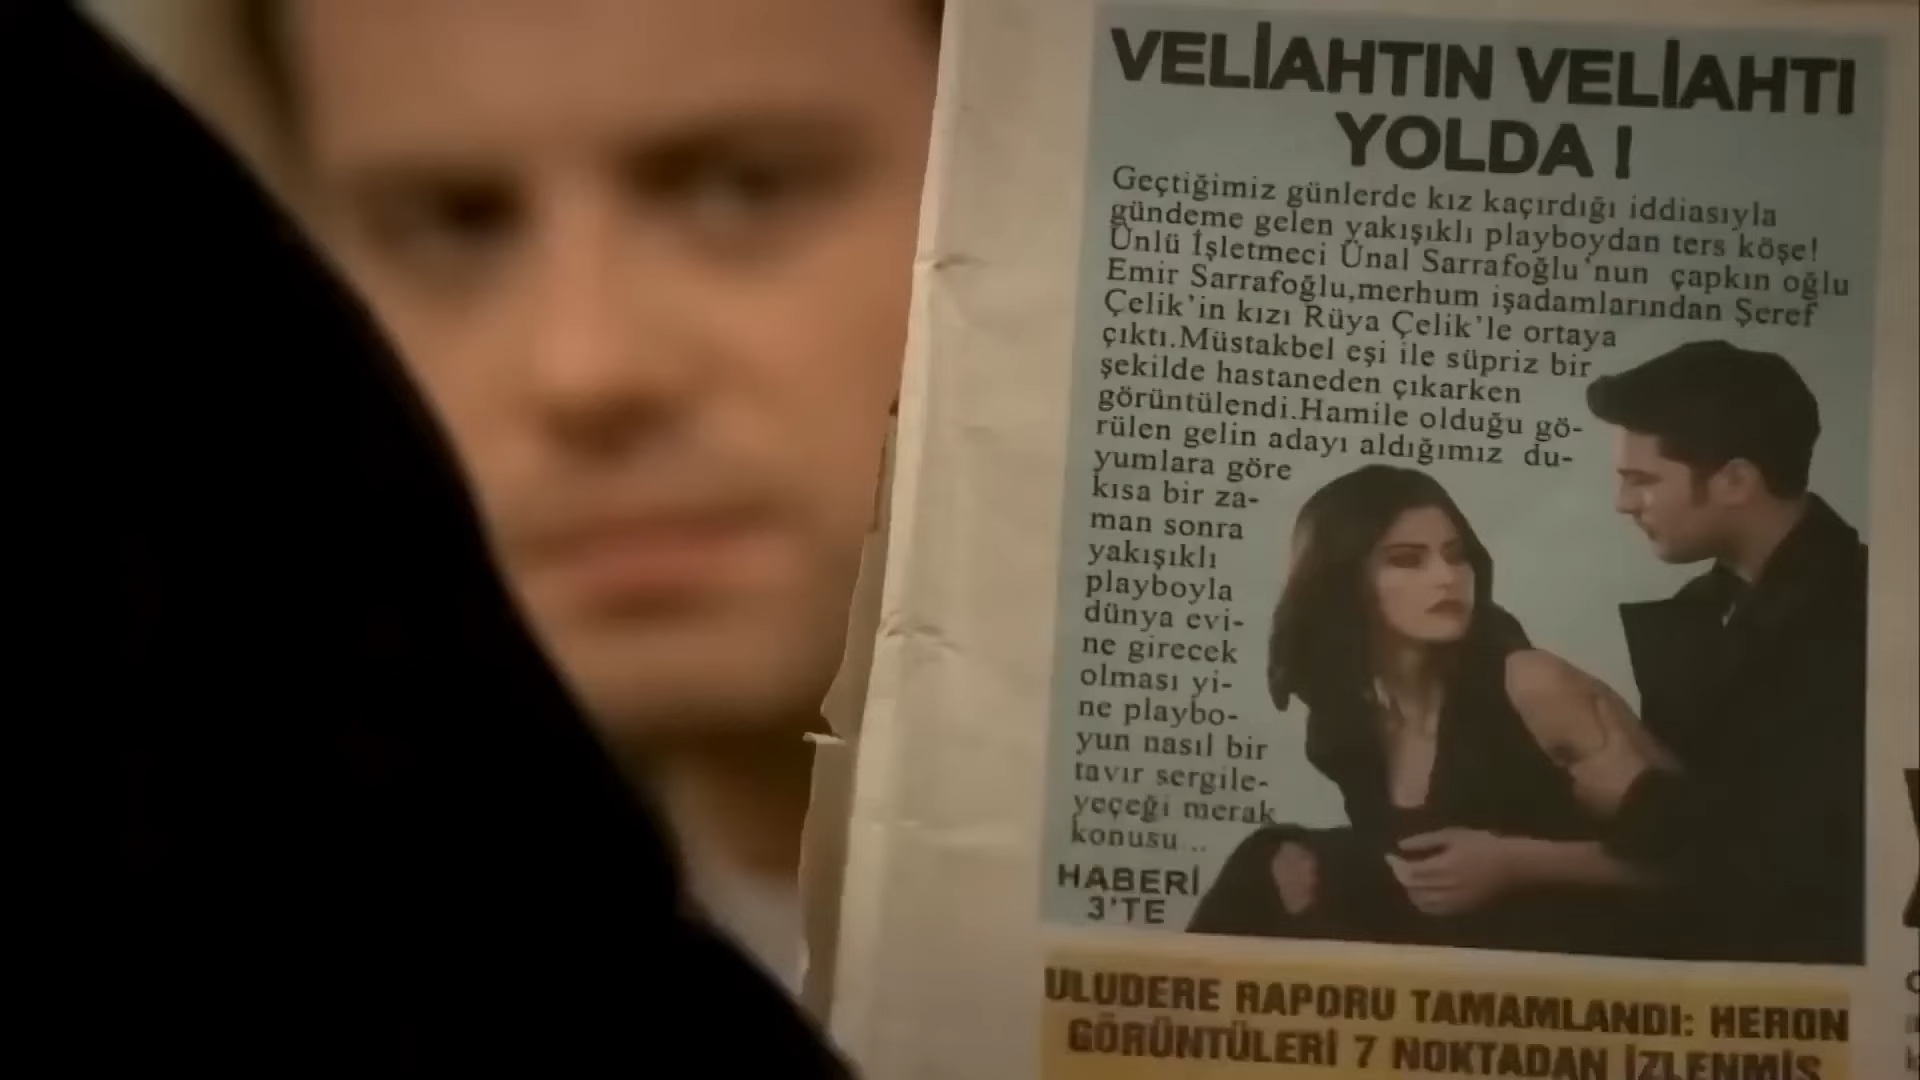 VELİAHTIN VELİAHTI
YOLDA !
Geçtiğimiz günlerde kız kaçırdığı iddiasıyla
gündeme gelen yakışıklı playboydan ters köşe!
Ünlü İşletmeci Ünal Sarrafoğlu'nun çapkın oğlu
Emir Sarrafoğlu,merhum işadamlarından Şeref
Çelik'in kızı Rüya Çelik'le ortaya
çıktı.Müstakbel eşi ile süpriz bir
şekilde hastaneden çıkarken
görüntülendi.Hamile olduğu gö-
rülen gelin adayı aldığımız du-
yumlara göre
kısa bir za-
man sonra
yakışıklı
playboyla
dünya evi-
ne girecek
olması yi-
ne playbo-
yun nasıl bir
tavır sergile-
yeçeği merak
konusu...
HABERİ
3'TE
ULUDERE RAPORU TAMAMLANDI: HERON
GÖRÜNTÜLERİ 7 NOKTADAN İZLENMİŞ